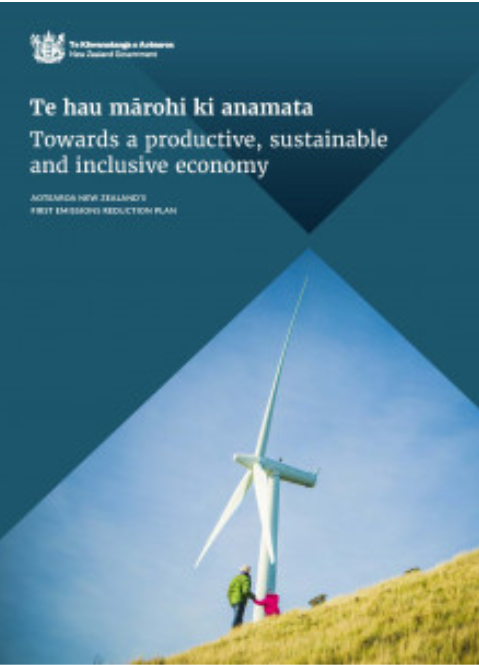 Te Kāwanatanga o Aotearoa
New Zealand Government
Te hau mārohi ki anamata
Towards a productive, sustainable
and inclusive economy
AOTEAROA NEW ZEALAND'S
FIRST EMISSIONS REDUCTION PLAN